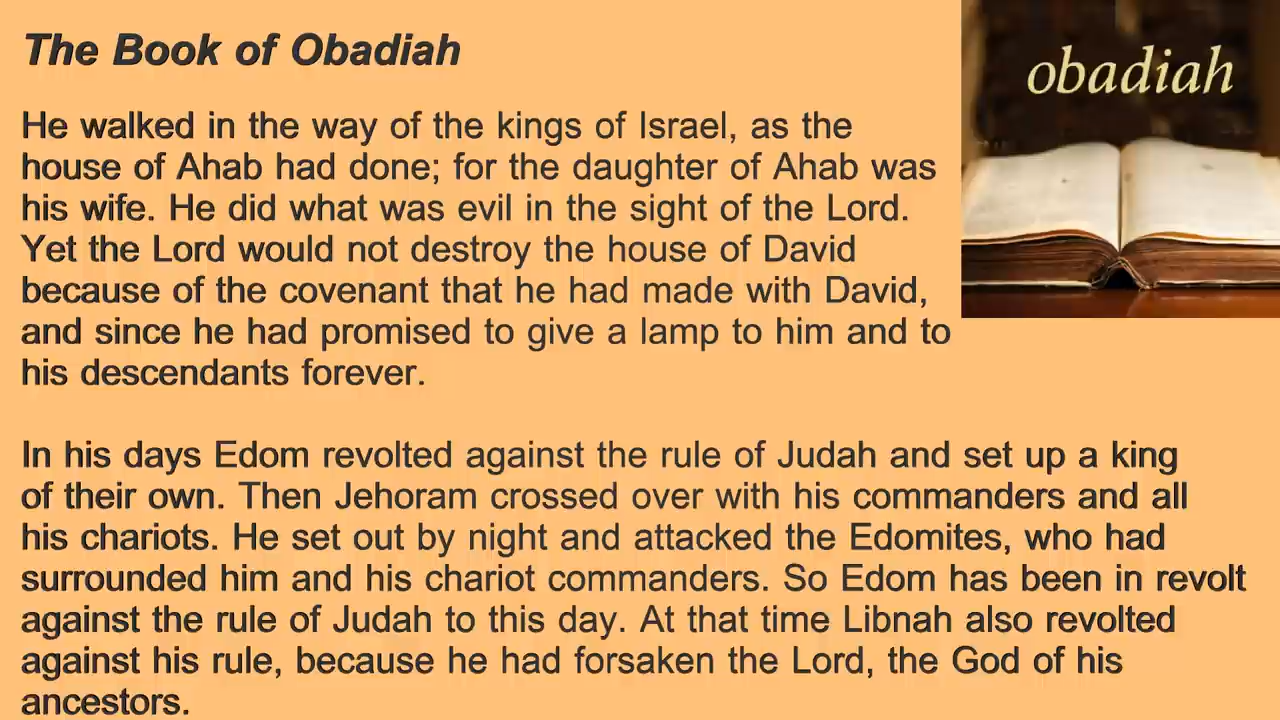 The Book of Obadiah
obadiah
He walked in the way of the kings of Israel, as the
house of Ahab had done; for the daughter of Ahab was
his wife. He did what was evil in the sight of the Lord.
Yet the Lord would not destroy the house of David
because of the covenant that he had made with David,
and since he had promised to give a lamp to him and to
his descendants forever.
In his days Edom revolted against the rule of Judah and set up a king
of their own. Then Jehoram crossed over with his commanders and all
his chariots. He set out by night and attacked the Edomites, who had
surrounded him and his chariot commanders. So Edom has been in revolt
against the rule of Judah to this day. At that time Libnah also revolted
against his rule, because he had forsaken the Lord, the God of his
ancestors.